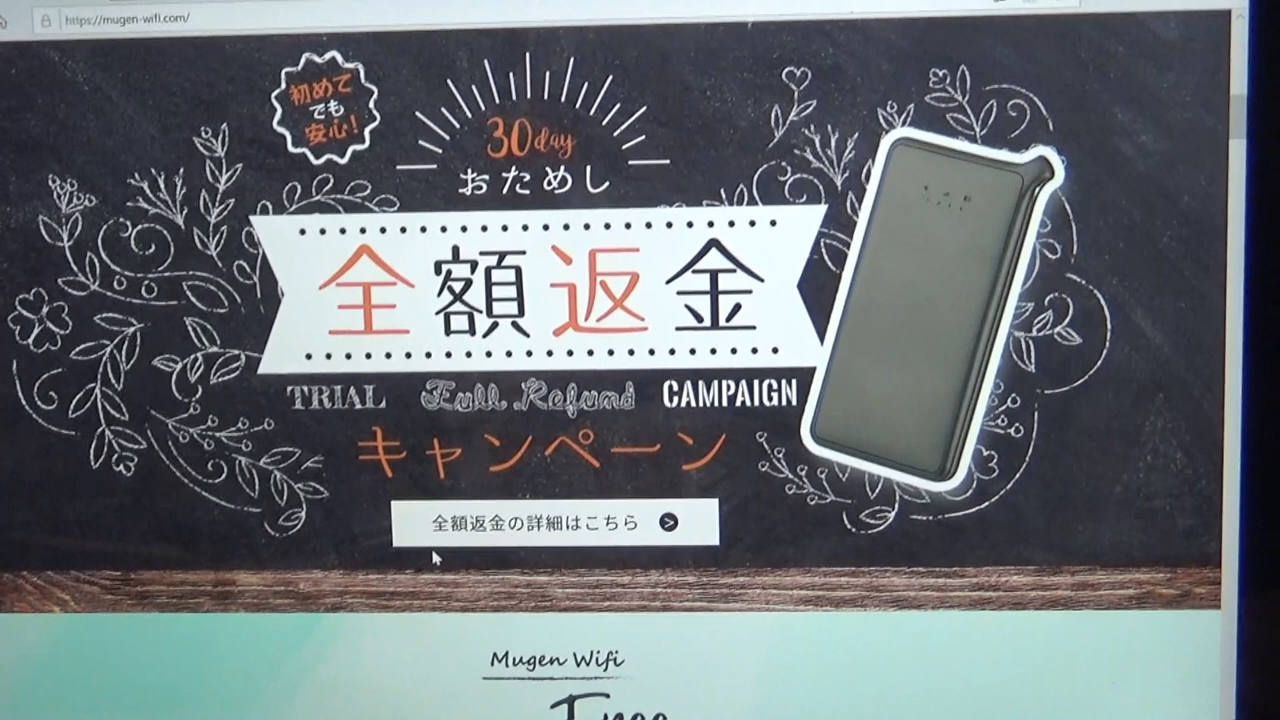 https://mugen-wifi.com/
初めて
でも
安心！
30day
おためし
全額返金
TRIAL Full Refund CAMPAIGN
キャンペーン
全額返金の詳細はこちら
Mugen Wifi